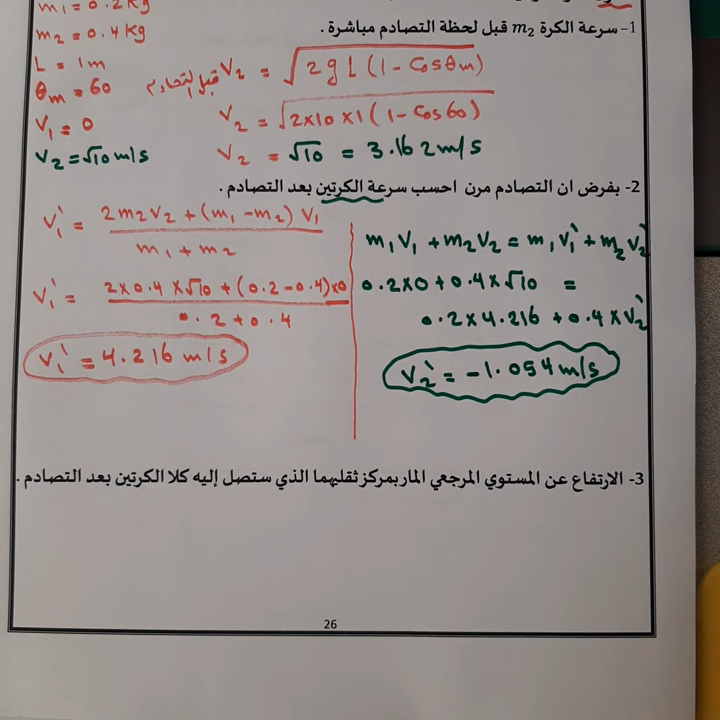 m₁ = 0.2 Kg
1- سرعة الكرة m₂ قبل لحظة التصادم مباشرة .
m₂ = 0.4 Kg
L = 1m
θm = 60
V₁ = 0
V₂ = √10 m/s
قبل التصادم V₂ = √2gL(1 - Cosθm)
V₂ = √2×10×1(1 - Cos60)
V₂ = √10 = 3.162 m/s
2- بفرض ان التصادم مرن احسب سرعة الكرتين بعد التصادم .
V₁' = 2m₂V₂ + (m₁ - m₂) V₁
m₁ + m₂
V₁' = 2×0.4×√10 + (0.2 - 0.4)×0
0.2 + 0.4
V₁' = 4.216 m/s
m₁V₁ + m₂V₂ = m₁V₁' + m₂V₂'
0.2×0 + 0.4×√10 =
0.2×4.216 + 0.4×V₂'
V₂' = -1.054 m/s
3- الارتفاع عن المستوي المرجعي المار بمركز ثقليهما الذي ستصل إليه كلا الكرتين بعد التصادم .
26